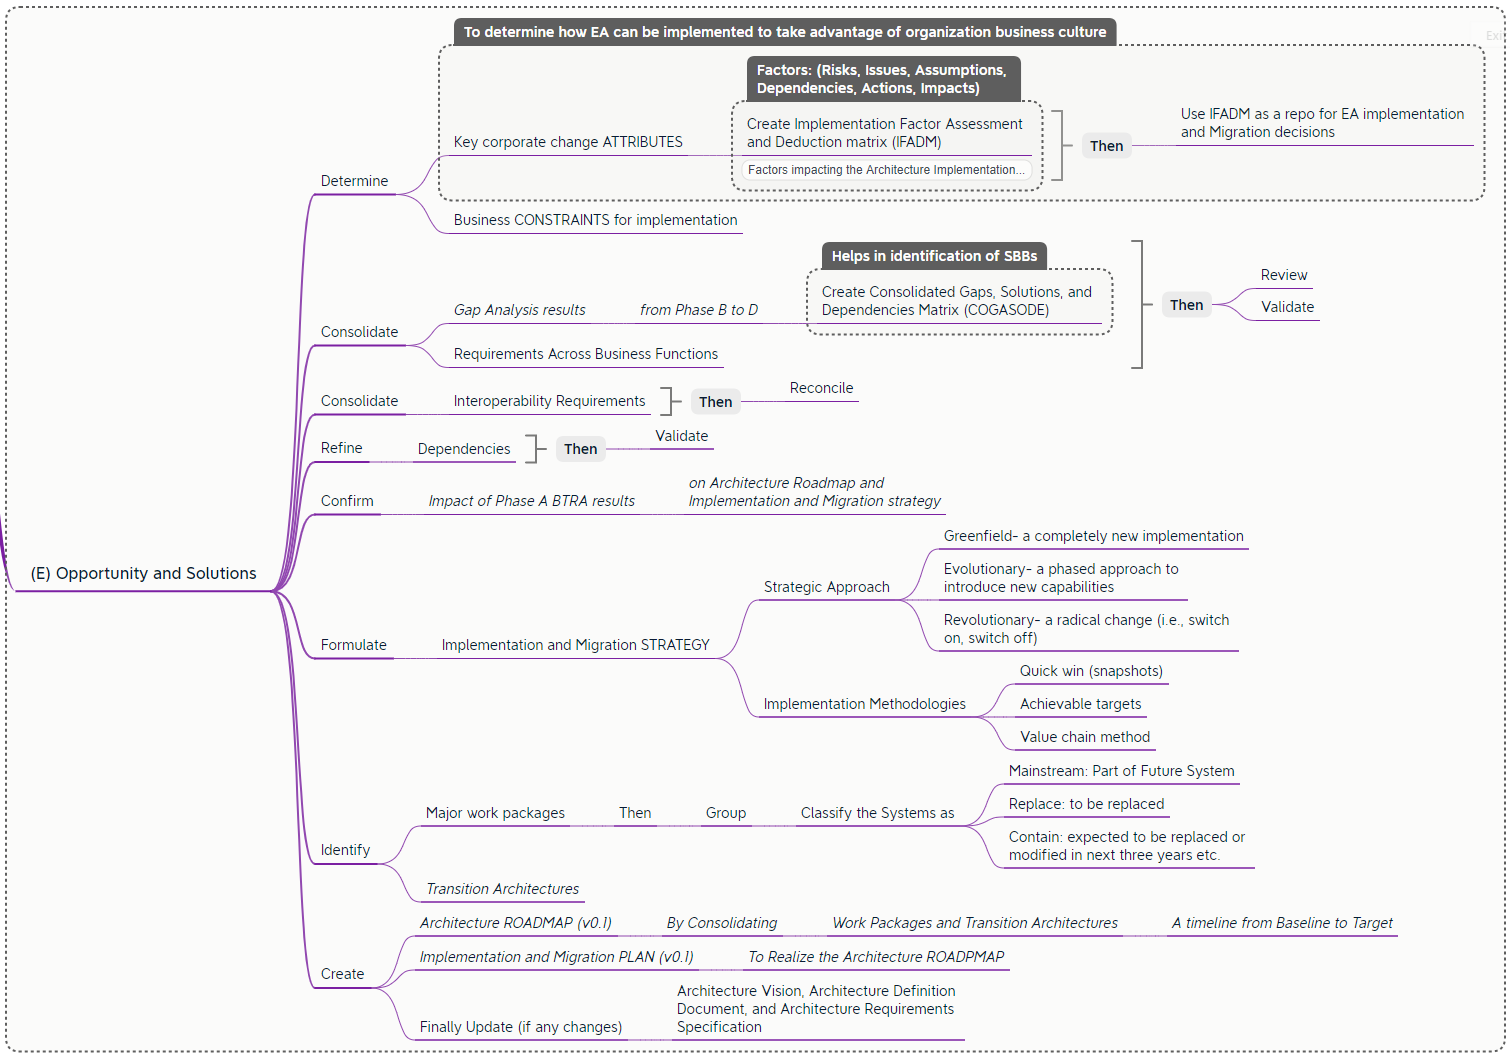 To determine how EA can be implemented to take advantage of organization business culture
Factors: (Risks, Issues, Assumptions,
Dependencies, Actions, Impacts)
Key corporate change ATTRIBUTES
Create Implementation Factor Assessment
and Deduction matrix (IFADM)
Factors impacting the Architecture Implementation...
Then
Use IFADM as a repo for EA implementation
and Migration decisions
Determine
Business CONSTRAINTS for implementation
Helps in identification of SBBs
Consolidate
Gap Analysis results
from Phase B to D
Create Consolidated Gaps, Solutions, and
Dependencies Matrix (COGASODE)
Requirements Across Business Functions
Then
Review
Validate
Consolidate
Interoperability Requirements
Then
Reconcile
Refine
Dependencies
Then
Validate
Confirm
Impact of Phase A BTRA results
on Architecture Roadmap and
Implementation and Migration strategy
(E) Opportunity and Solutions
Formulate
Implementation and Migration STRATEGY
Strategic Approach
Greenfield- a completely new implementation
Evolutionary- a phased approach to
introduce new capabilities
Revolutionary- a radical change (i.e., switch
on, switch off)
Implementation Methodologies
Quick win (snapshots)
Achievable targets
Value chain method
Identify
Major work packages
Then
Group
Classify the Systems as
Mainstream: Part of Future System
Replace: to be replaced
Contain: expected to be replaced or
modified in next three years etc.
Transition Architectures
Create
Architecture ROADMAP (v0.1)
By Consolidating
Work Packages and Transition Architectures
A timeline from Baseline to Target
Implementation and Migration PLAN (v0.1)
To Realize the Architecture ROADPMAP
Finally Update (if any changes)
Architecture Vision, Architecture Definition
Document, and Architecture Requirements
Specification